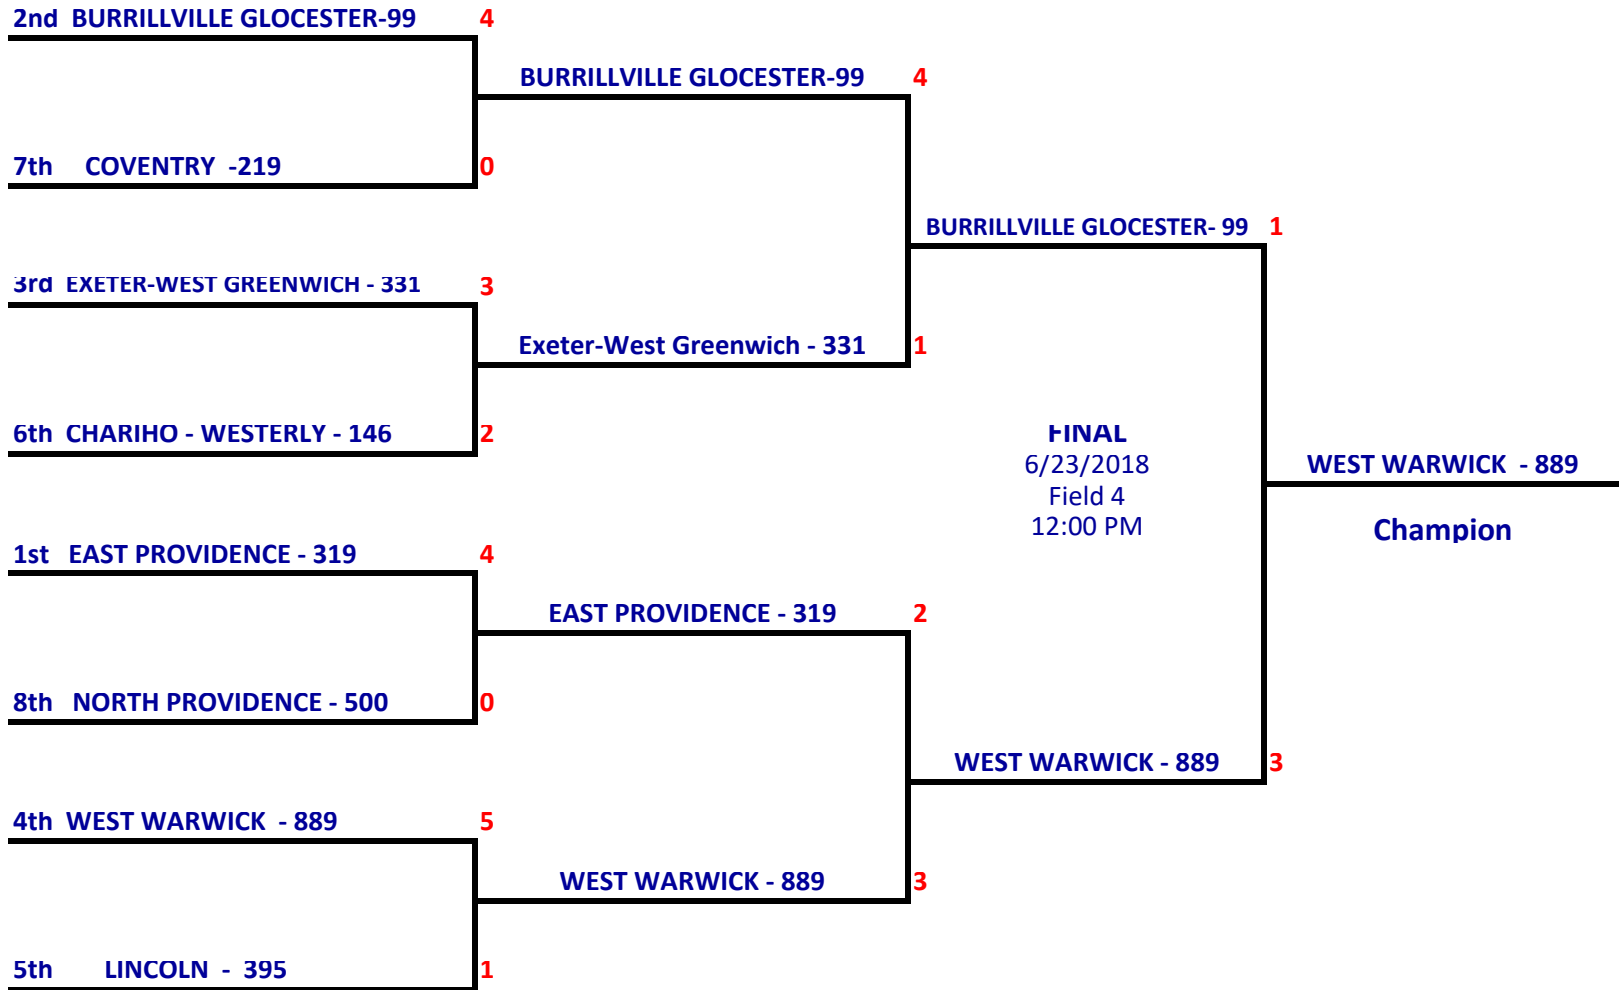 2nd BURRILLVILLE GLOCESTER-99 4
BURRILLVILLE GLOCESTER-99 4
7th COVENTRY -219 0
BURRILLVILLE GLOCESTER- 99 1
3rd EXETER-WEST GREENWICH - 331 3
Exeter-West Greenwich - 331 1
6th CHARIHO - WESTERLY - 146 2
FINAL
6/23/2018
Field 4
12:00 PM
WEST WARWICK - 889
Champion
1st EAST PROVIDENCE - 319 4
EAST PROVIDENCE - 319 2
8th NORTH PROVIDENCE - 500 0
WEST WARWICK - 889 3
4th WEST WARWICK - 889 5
WEST WARWICK - 889 3
5th LINCOLN - 395 1